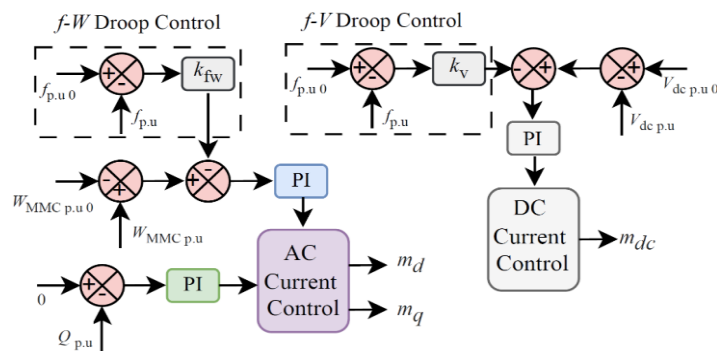 f-W Droop Control
f-V Droop Control
+
-
k_fw
f_p.u 0
f_p.u
+
-
k_v
f_p.u 0
f_p.u
-
+
+
-
V_dc p.u 0
V_dc p.u
PI
DC
Current
Control
m_dc
-
+
W_MMC p.u 0
W_MMC p.u
+
-
PI
AC
Current
Control
m_d
m_q
+
-
0
Q_p.u
PI